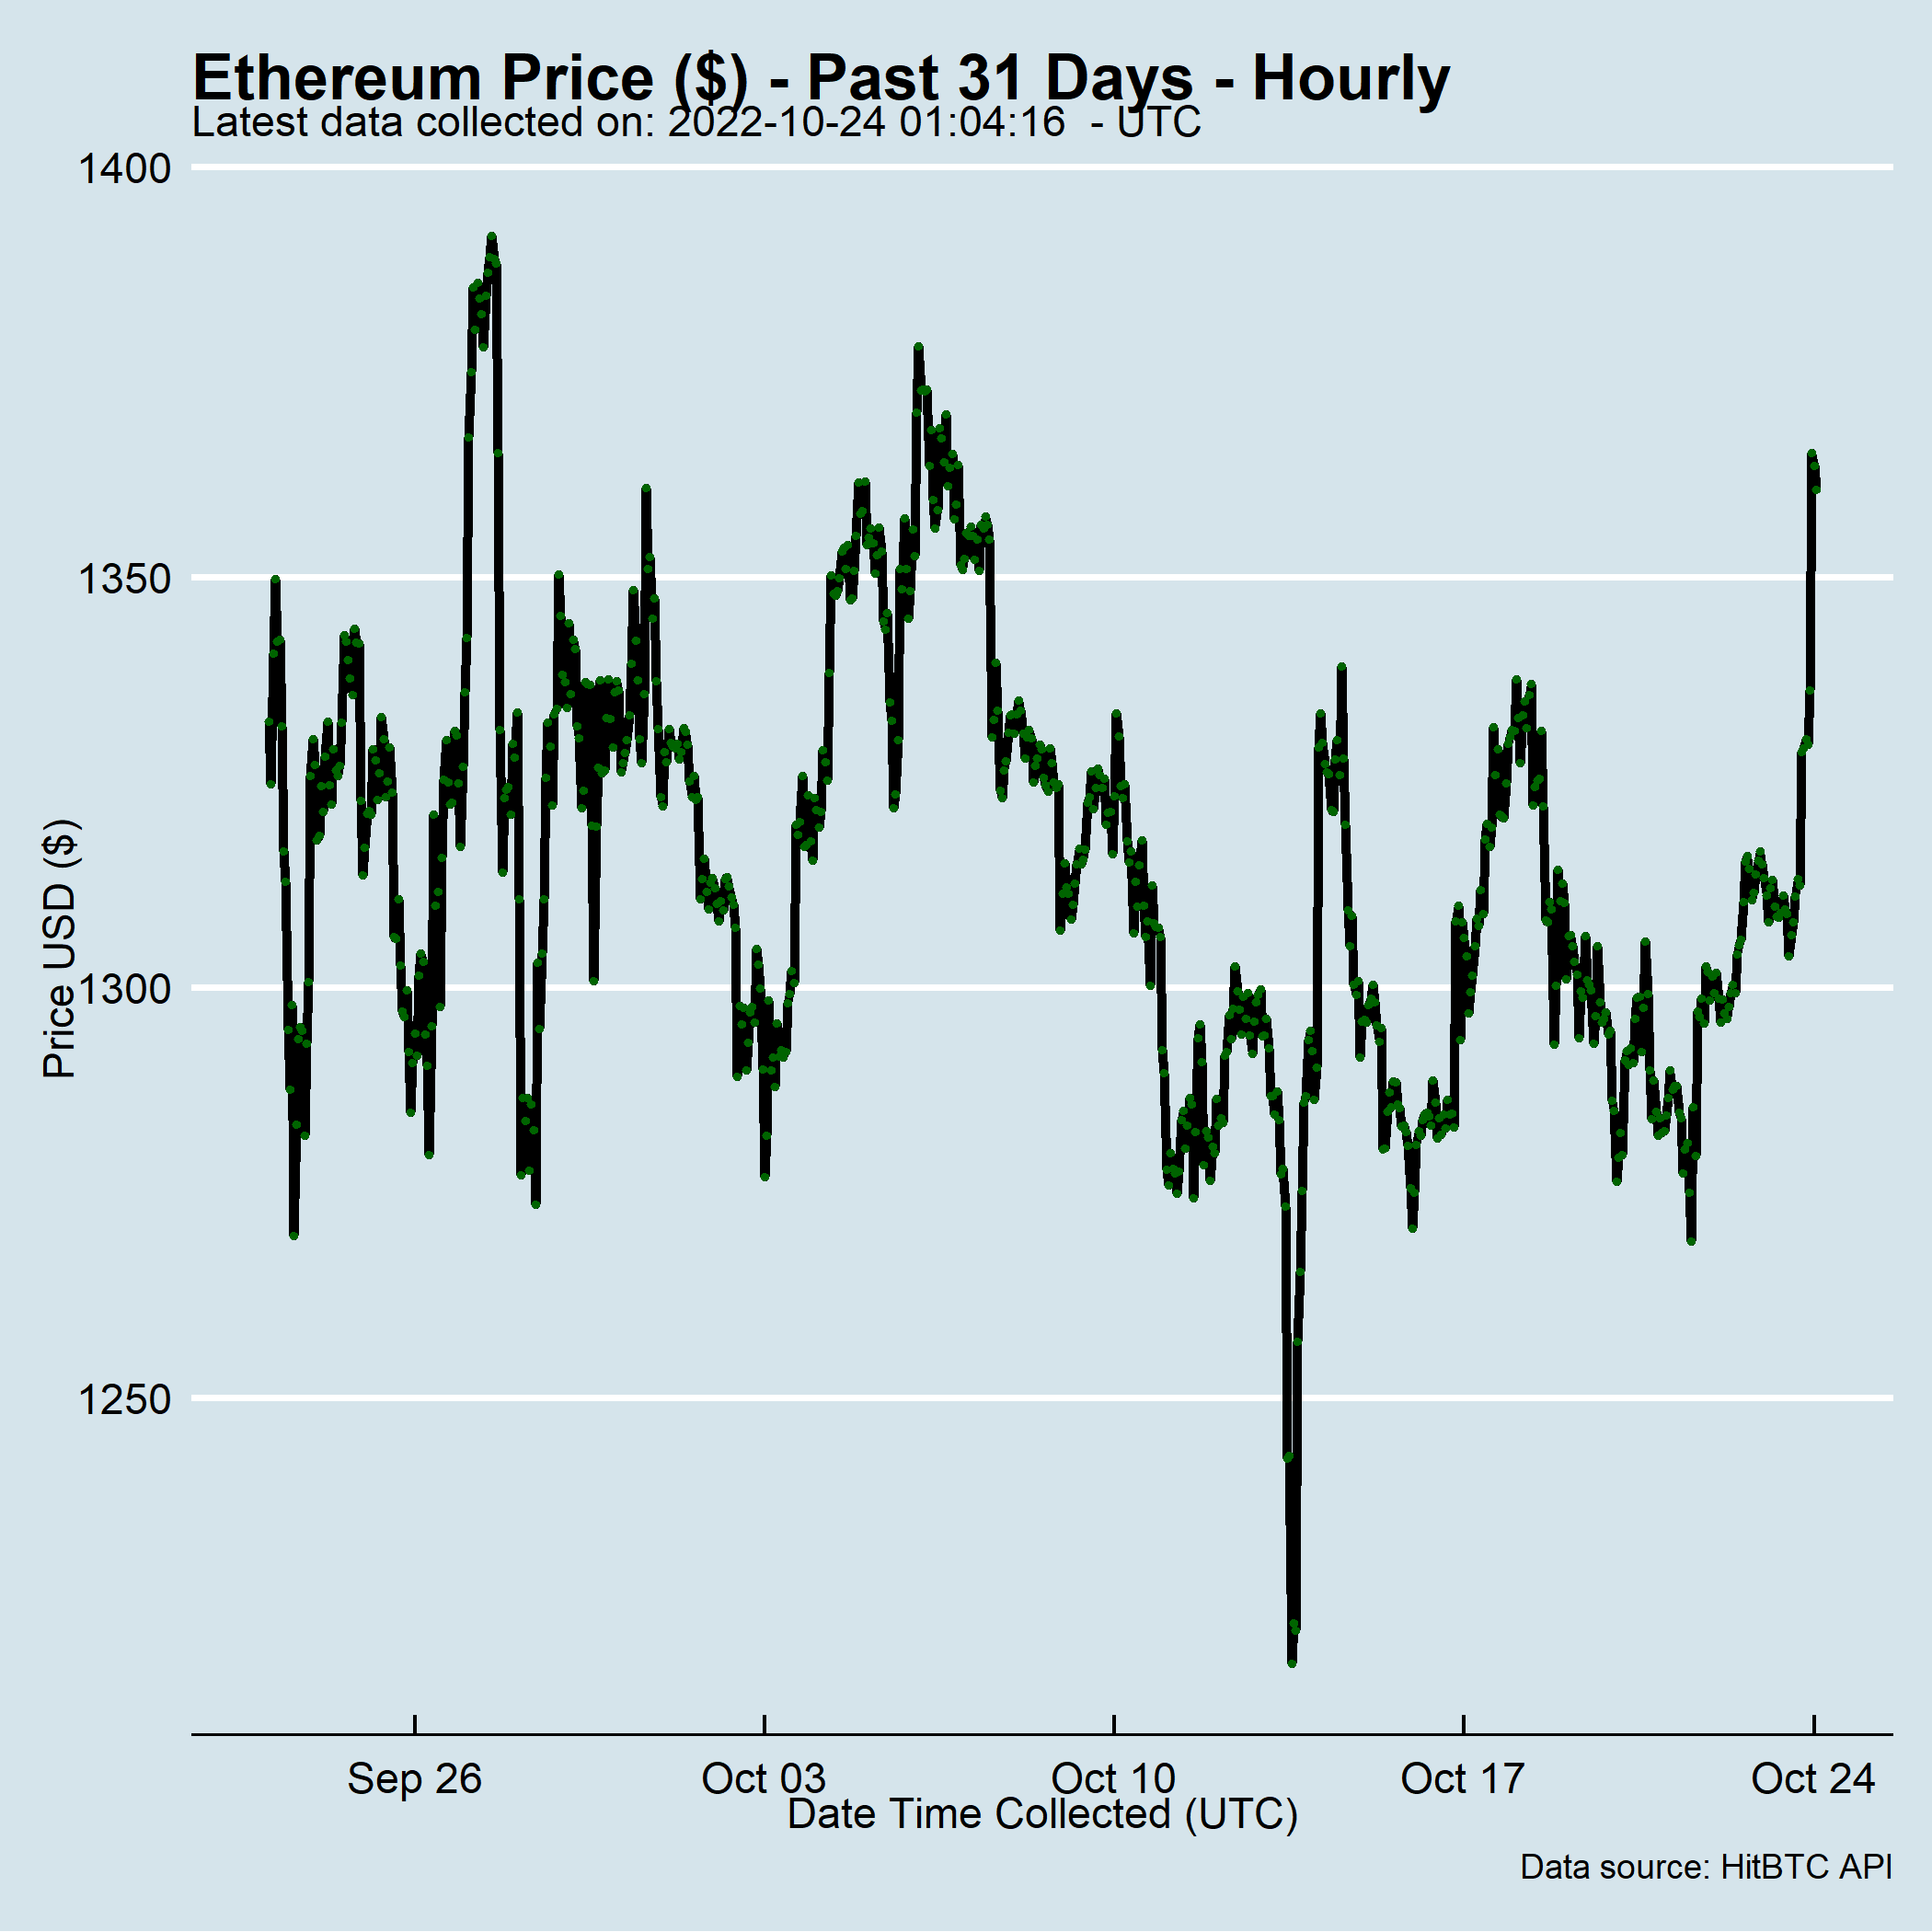 Ethereum Price ($) - Past 31 Days - Hourly
Latest data collected on: 2022-10-24 01:04:16  - UTC
1400
1350
1300
1250
Price USD ($)
Sep 26
Oct 03
Oct 10
Oct 17
Oct 24
Date Time Collected (UTC)
Data source: HitBTC API